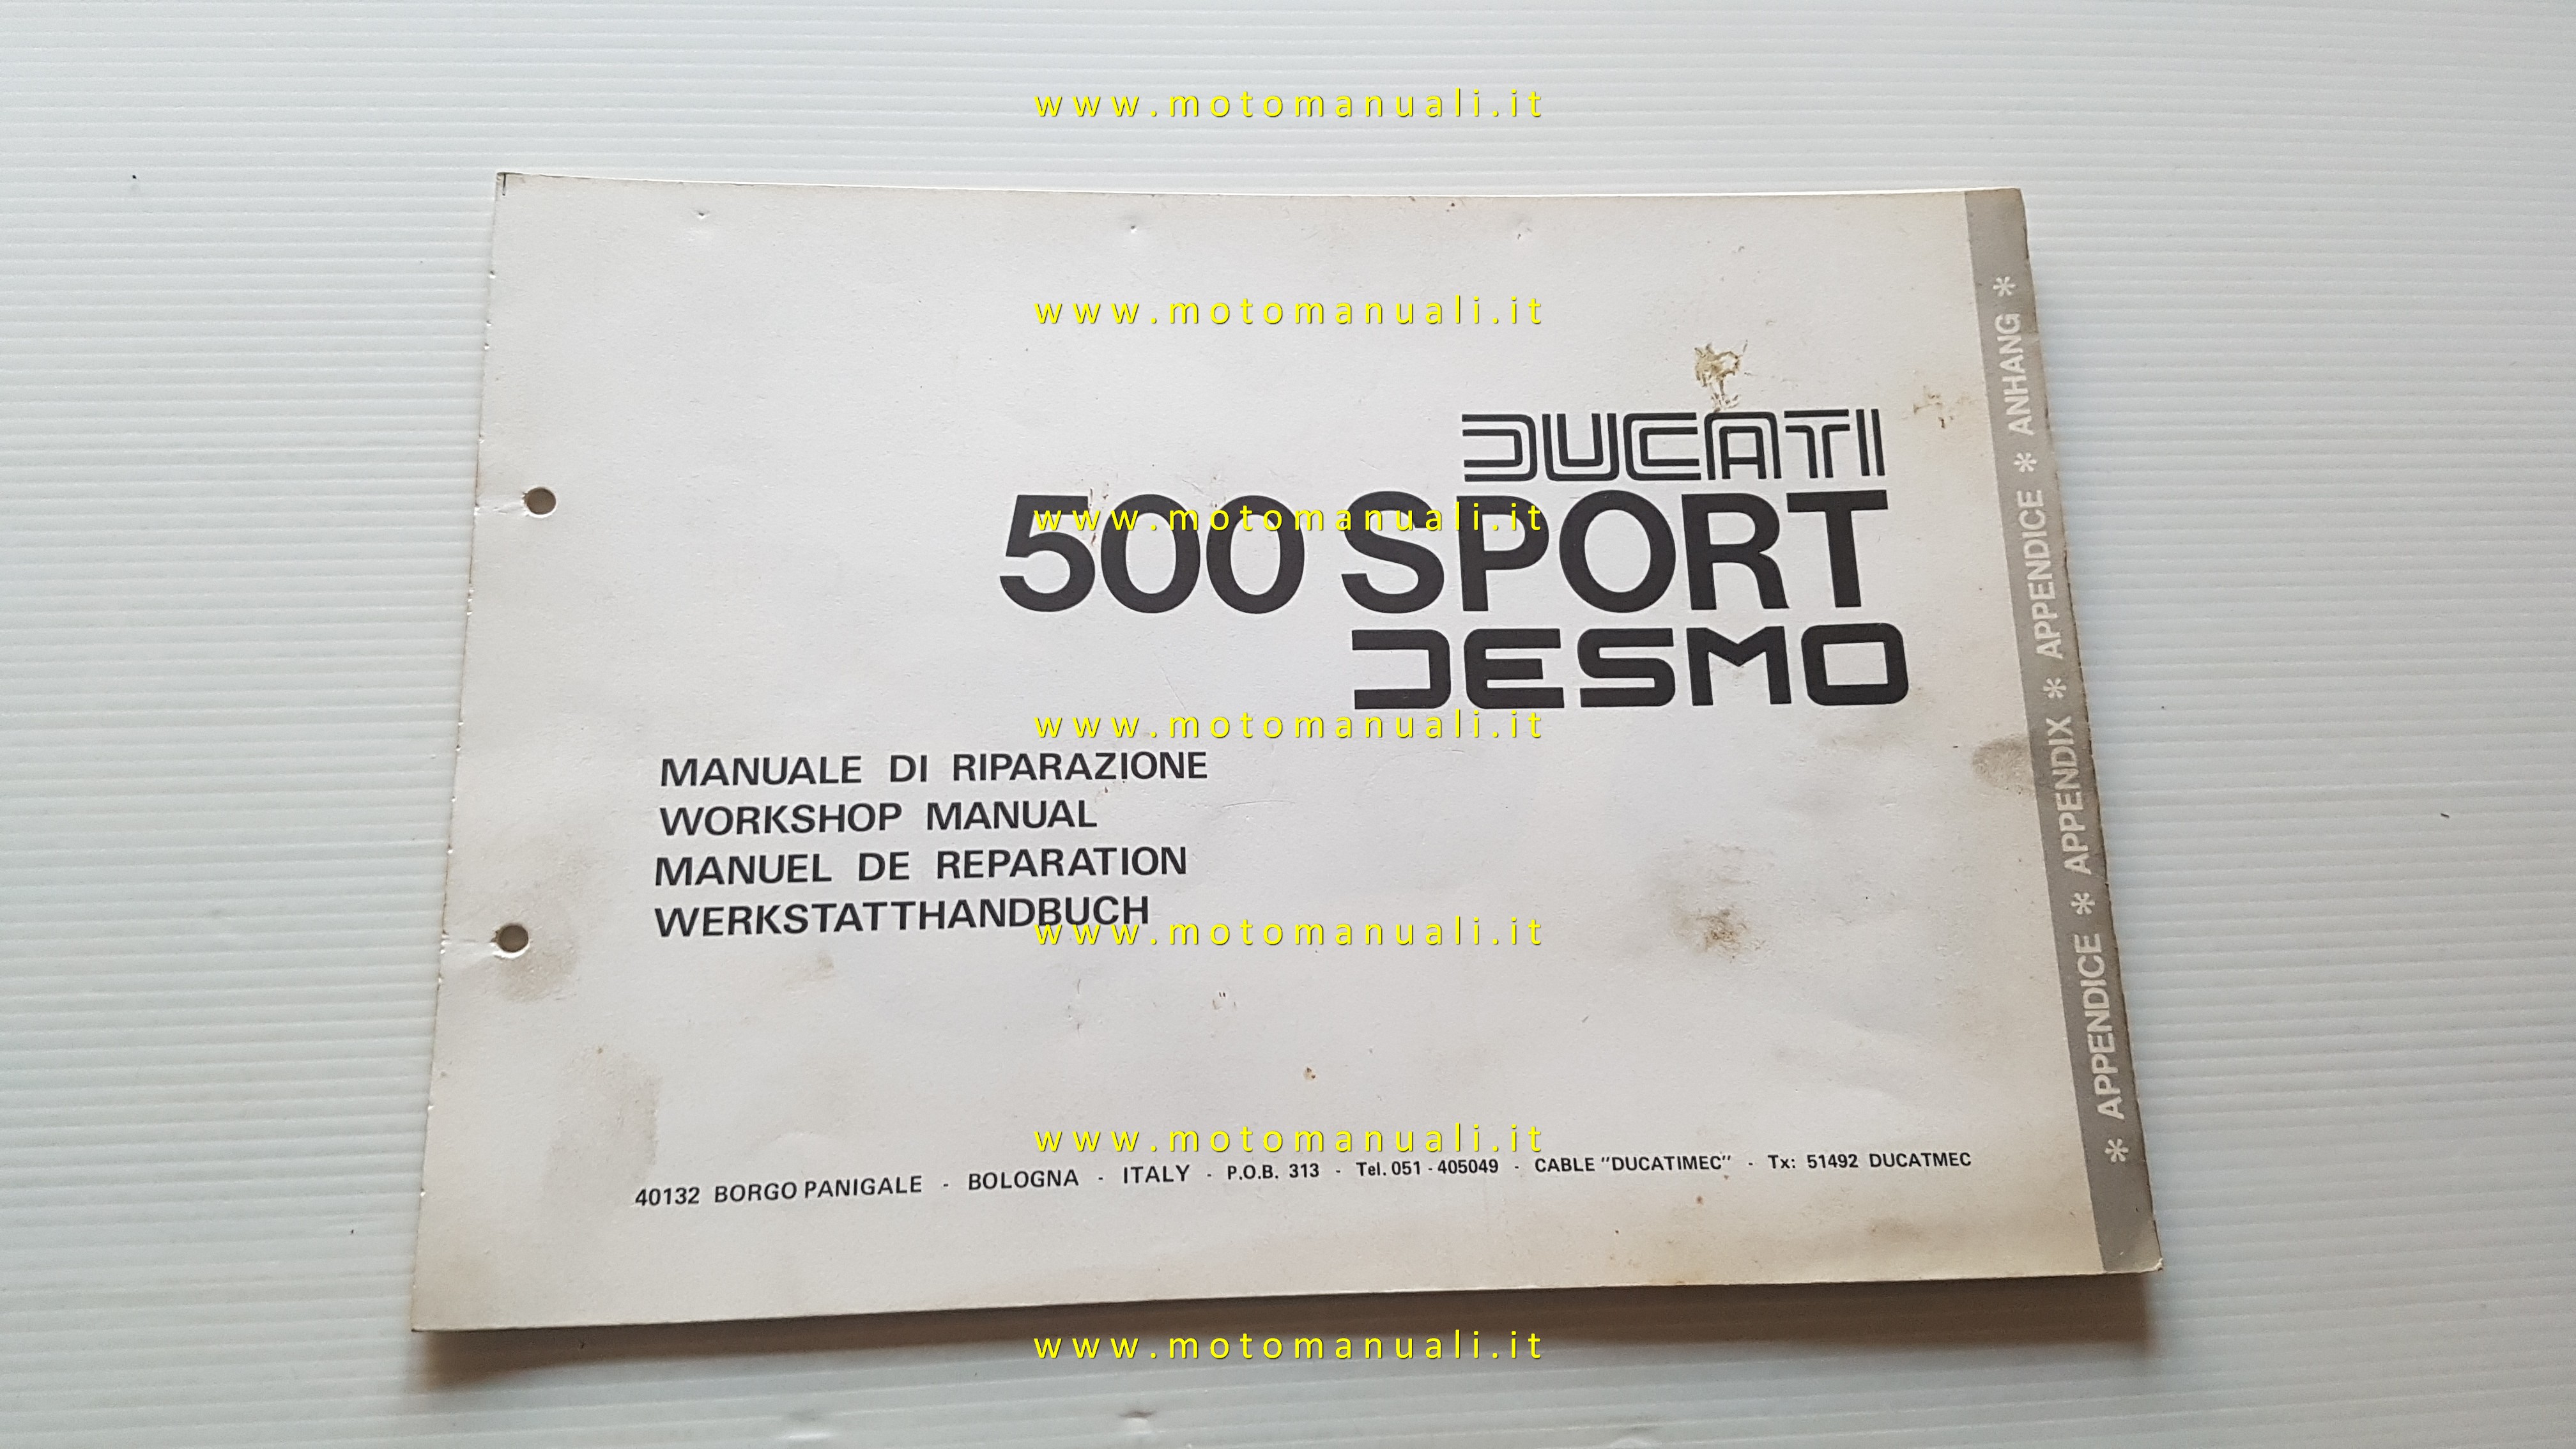 www.motomanuali.it
www.motomanuali.it
DUCATI
500 SPORT
www.motomanuali.it
DESMO
www.motomanuali.it
MANUALE DI RIPARAZIONE
WORKSHOP MANUAL
MANUEL DE REPARATION
WERKSTATTHANDBUCH
www.motomanuali.it
www.motomanuali.it
40132 BORGO PANIGALE - BOLOGNA - ITALY - P.O.B. 313 - Tel. 051 - 405049 - CABLE "DUCATIMEC" - Tx: 51492 DUCATMEC
www.motomanuali.it
* APPENDICE * APPENDIX * APPENDICE * ANHANG *